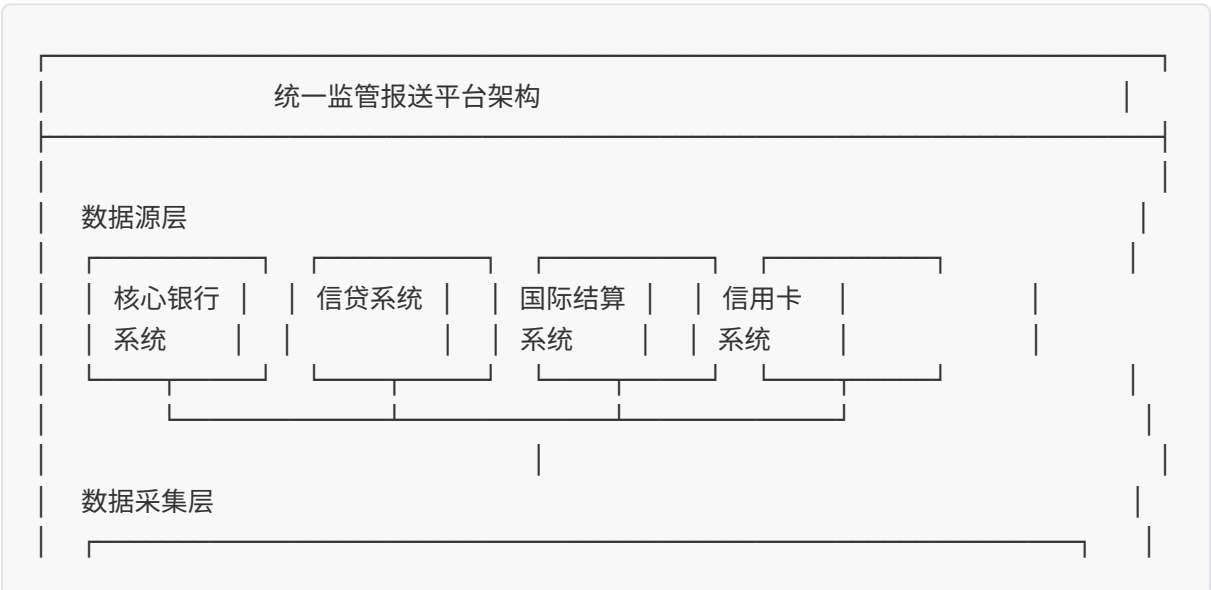 统一监管报送平台架构
数据源层
核心银行 信贷系统 国际结算 信用卡
系统 系统 系统
数据采集层